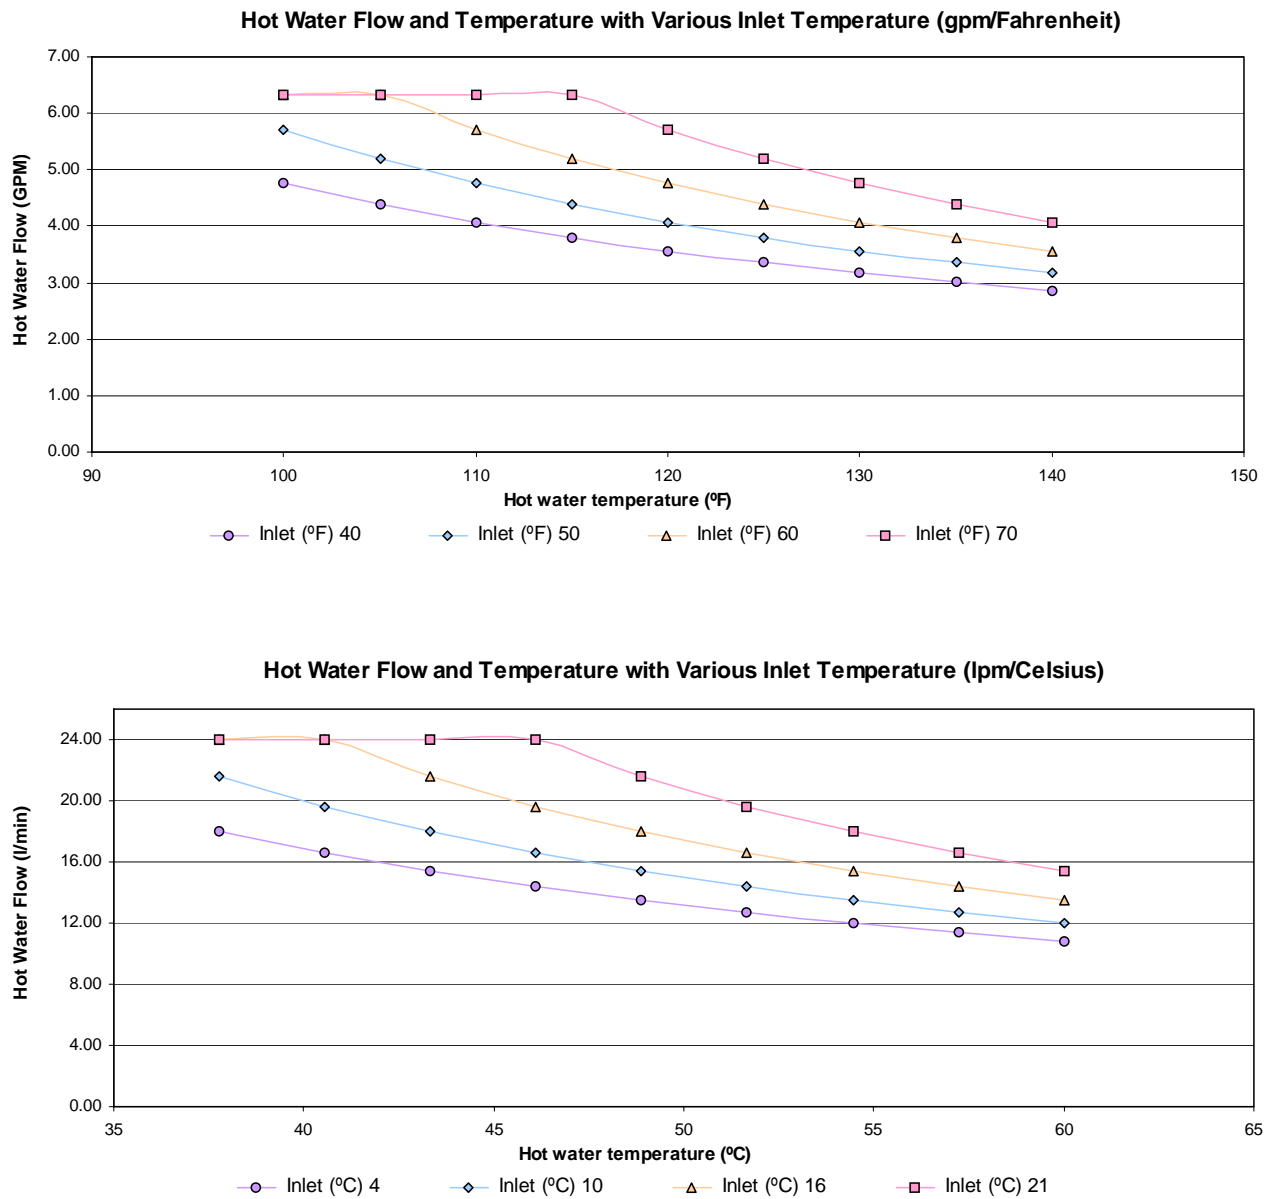 Hot Water Flow and Temperature with Various Inlet Temperature (gpm/Fahrenheit)
7.00
6.00
5.00
4.00
3.00
2.00
1.00
0.00
Hot Water Flow (GPM)
90 100 110 120 130 140 150
Hot water temperature (ºF)
Inlet (ºF) 40 Inlet (ºF) 50 Inlet (ºF) 60 Inlet (ºF) 70
Hot Water Flow and Temperature with Various Inlet Temperature (lpm/Celsius)
24.00
20.00
16.00
12.00
8.00
4.00
0.00
Hot Water Flow (l/min)
35 40 45 50 55 60 65
Hot water temperature (ºC)
Inlet (ºC) 4 Inlet (ºC) 10 Inlet (ºC) 16 Inlet (ºC) 21